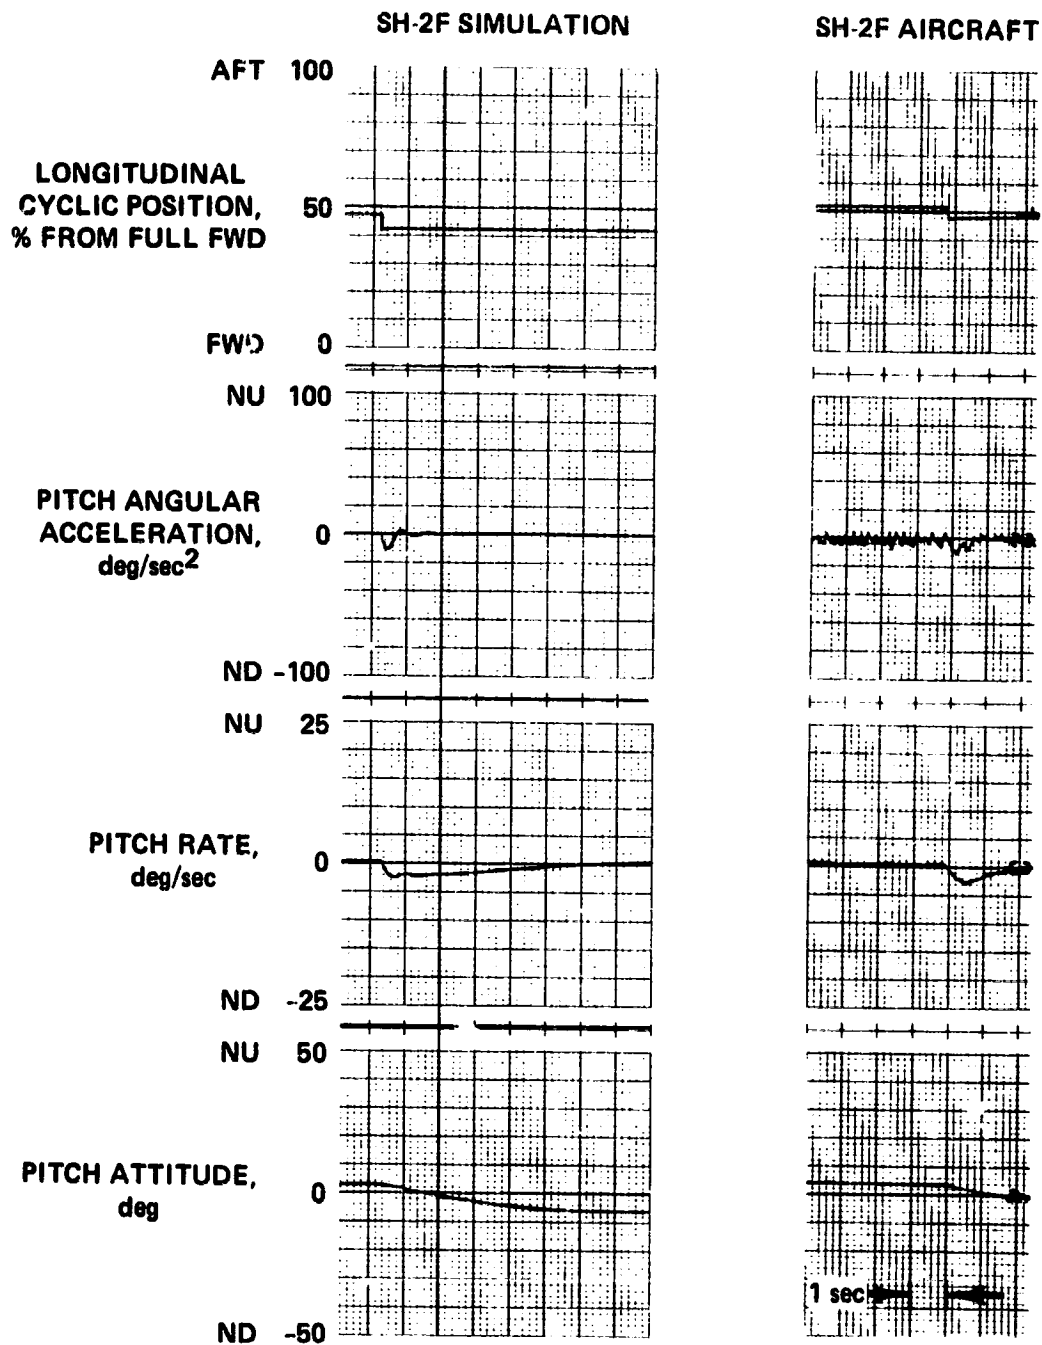 SH-2F SIMULATION
SH-2F AIRCRAFT
AFT 100
LONGITUDINAL
CYCLIC POSITION, 50
% FROM FULL FWD
FWD 0
NU 100
PITCH ANGULAR
ACCELERATION, 0
deg/sec2
ND -100
NU 25
PITCH RATE, 0
deg/sec
ND -25
NU 50
PITCH ATTITUDE, 0
deg
1 sec
ND -50